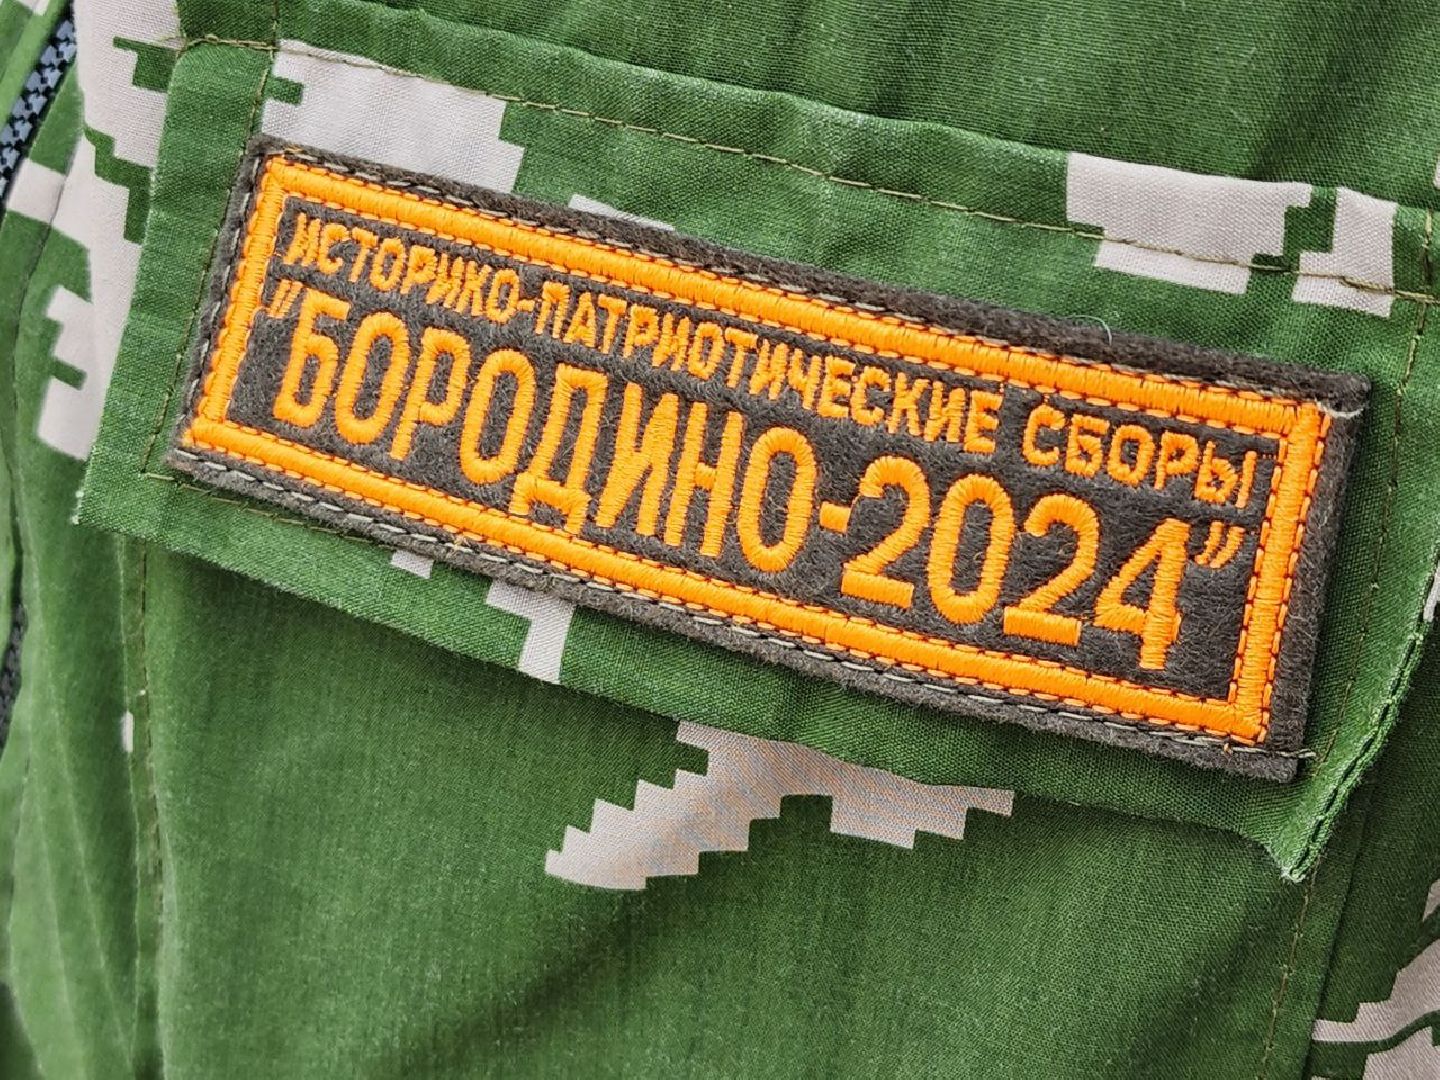 ИСТОРИКО-ПАТРИОТИЧЕСКИЕ СБОРЫ
"БОРОДИНО-2024"